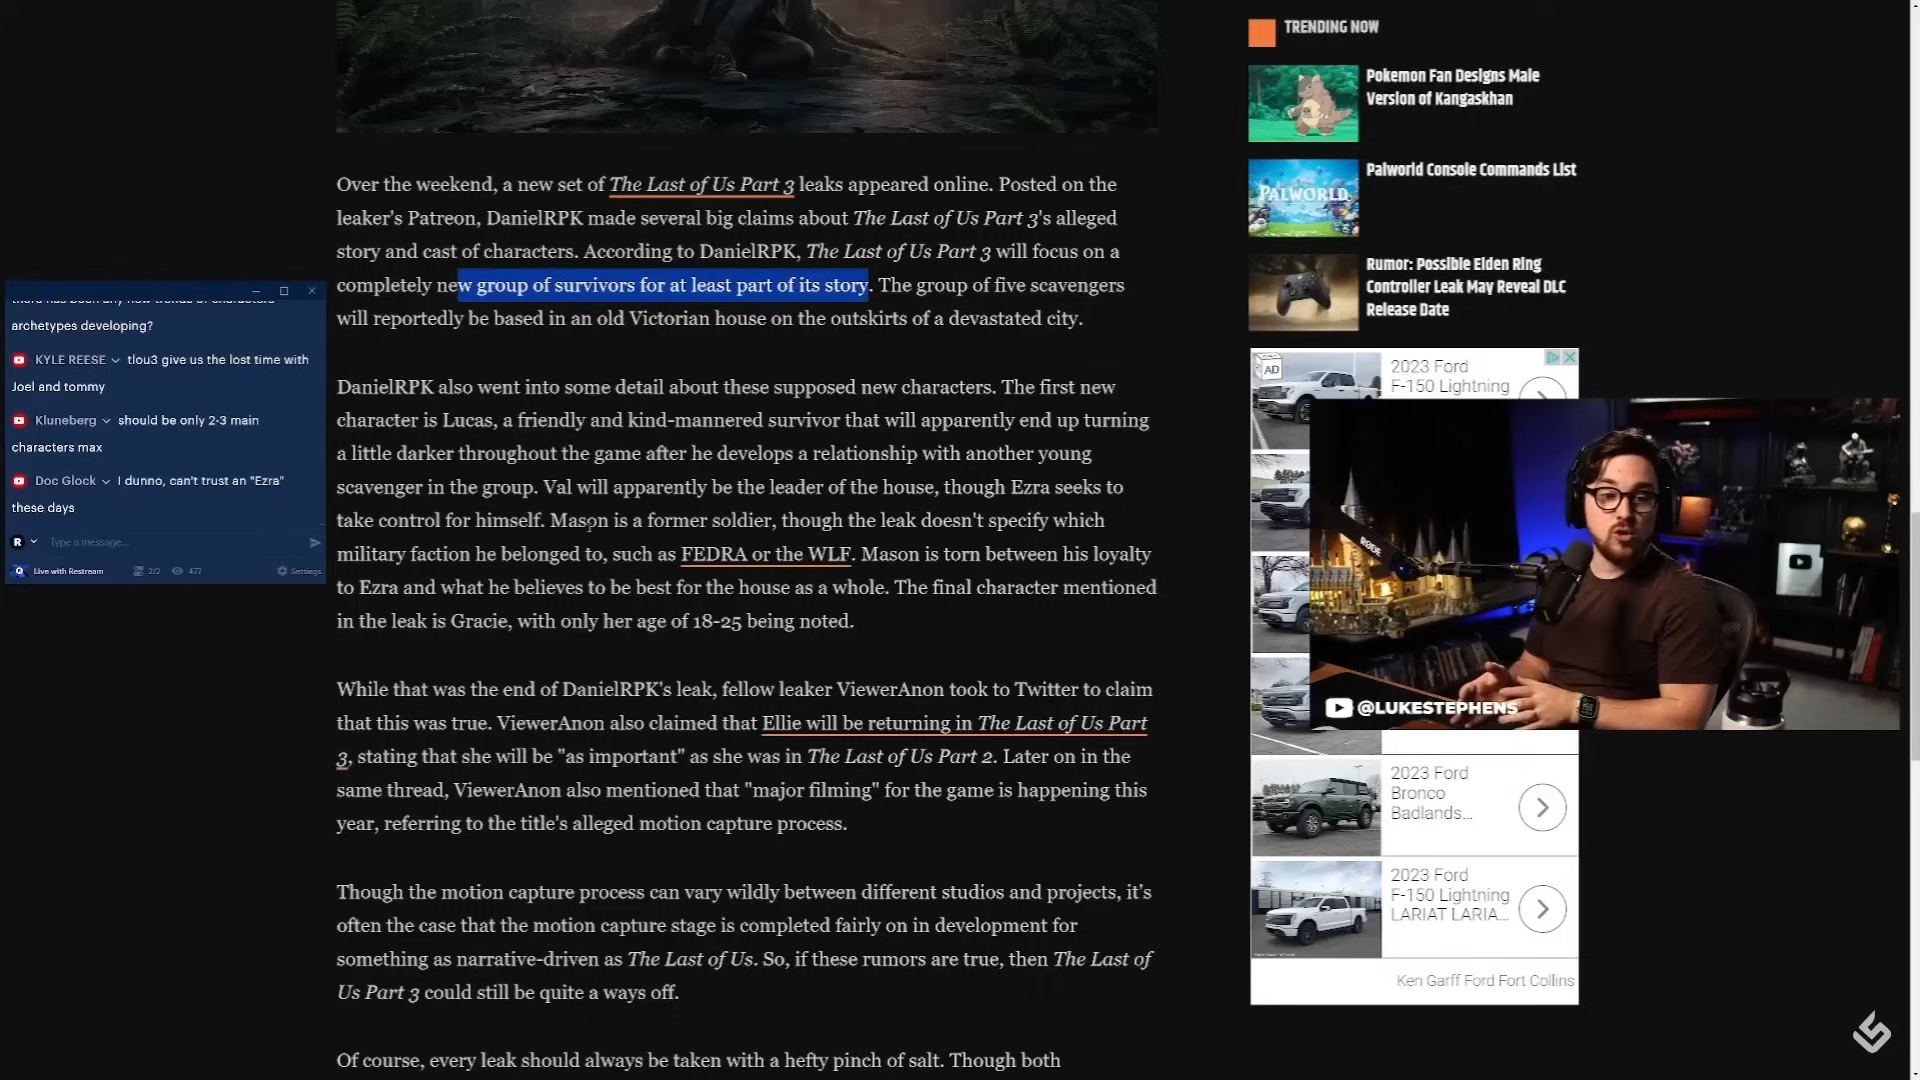 Over the weekend, a new set of The Last of Us Part 3 leaks appeared online. Posted on the
leaker's Patreon, DanielRPK made several big claims about The Last of Us Part 3's alleged
story and cast of characters. According to DanielRPK, The Last of Us Part 3 will focus on a
completely new group of survivors for at least part of its story. The group of five scavengers
will reportedly be based in an old Victorian house on the outskirts of a devastated city.
DanielRPK also went into some detail about these supposed new characters. The first new
character is Lucas, a friendly and kind-mannered survivor that will apparently end up turning
a little darker throughout the game after he develops a relationship with another young
scavenger in the group. Val will apparently be the leader of the house, though Ezra seeks to
take control for himself. Mason is a former soldier, though the leak doesn't specify which
military faction he belonged to, such as FEDRA or the WLF. Mason is torn between his loyalty
to Ezra and what he believes to be best for the house as a whole. The final character mentioned
in the leak is Gracie, with only her age of 18-25 being noted.
While that was the end of DanielRPK's leak, fellow leaker ViewerAnon took to Twitter to claim
that this was true. ViewerAnon also claimed that Ellie will be returning in The Last of Us Part
3, stating that she will be "as important" as she was in The Last of Us Part 2. Later on in the
same thread, ViewerAnon also mentioned that "major filming" for the game is happening this
year, referring to the title's alleged motion capture process.
Though the motion capture process can vary wildly between different studios and projects, it's
often the case that the motion capture stage is completed fairly on in development for
something as narrative-driven as The Last of Us. So, if these rumors are true, then The Last of
Us Part 3 could still be quite a ways off.
Of course, every leak should always be taken with a hefty pinch of salt. Though both
there has been any new trends of characters
archetypes developing?
KYLE REESE tlou3 give us the lost time with
Joel and tommy
Kluneberg should be only 2-3 main
characters max
Doc Glock I dunno, can't trust an "Ezra"
these days
R Type a message...
Live with Restream 2/2 477 Settings
TRENDING NOW
Pokemon Fan Designs Male
Version of Kangaskhan
PALWORLD
Palworld Console Commands List
Rumor: Possible Elden Ring
Controller Leak May Reveal DLC
Release Date
AD
2023 Ford
F-150 Lightning
RØDE
@LUKESTEPHENS
2023 Ford
Bronco
Badlands...
2023 Ford
F-150 Lightning
LARIAT LARIA...
Ken Garff Ford Fort Collins